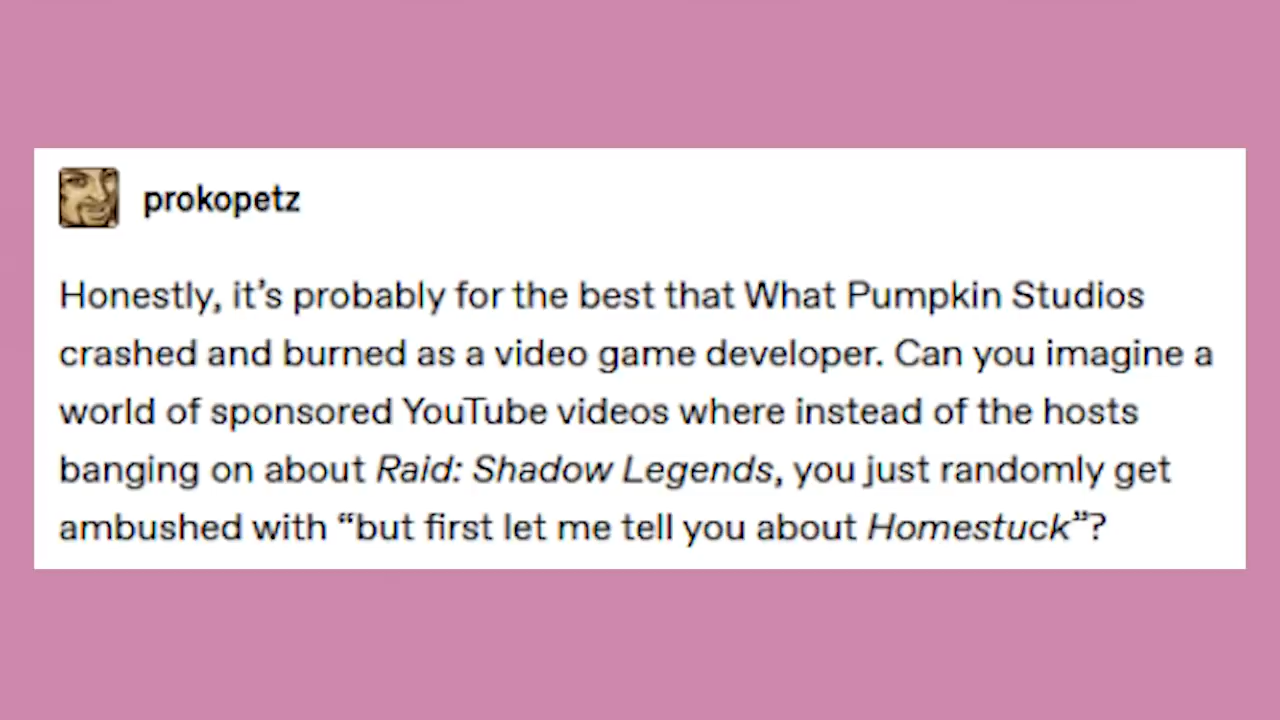 prokopetz
Honestly, it’s probably for the best that What Pumpkin Studios
crashed and burned as a video game developer. Can you imagine a
world of sponsored YouTube videos where instead of the hosts
banging on about Raid: Shadow Legends, you just randomly get
ambushed with “but first let me tell you about Homestuck”?